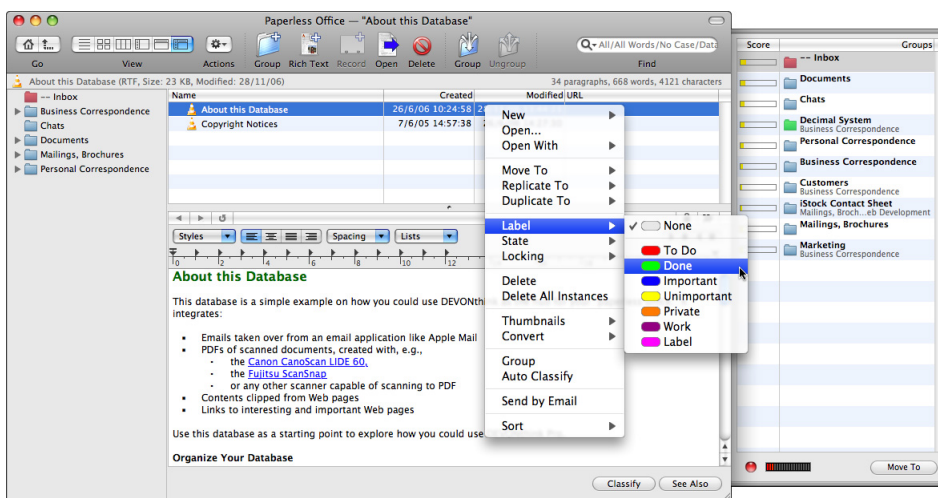 Paperless Office — "About this Database"
Go View Actions Group Rich Text Record Open Delete Group Ungroup Find
All/All Words/No Case/Data
About this Database (RTF, Size: 23 KB, Modified: 28/11/06) 34 paragraphs, 668 words, 4121 characters
-- Inbox
Business Correspondence
Chats
Documents
Mailings, Brochures
Personal Correspondence
Name Created Modified URL
About this Database 26/6/06 10:24:58
Copyright Notices 7/6/05 14:57:38
Styles Spacing Lists
0 2 4 6 8 10 12
About this Database
This database is a simple example on how you could use DEVONthi
integrates:
Emails taken over from an email application like Apple Mail
PDFs of scanned documents, created with, e.g.,
the Canon CanoScan LIDE 60,
the Fujitsu ScanSnap
or any other scanner capable of scanning to PDF
Contents clipped from Web pages
Links to interesting and important Web pages
Use this database as a starting point to explore how you could use
Organize Your Database
Classify See Also
New
Open...
Open With
Move To
Replicate To
Duplicate To
Label
State
Locking
Delete
Delete All Instances
Thumbnails
Convert
Group
Auto Classify
Send by Email
Sort
None
To Do
Done
Important
Unimportant
Private
Work
Label
Score Groups
-- Inbox
Documents
Chats
Decimal System
Business Correspondence
Personal Correspondence
Business Correspondence
Customers
Business Correspondence
iStock Contact Sheet
Mailings, Broch...eb Development
Mailings, Brochures
Marketing
Business Correspondence
Move To